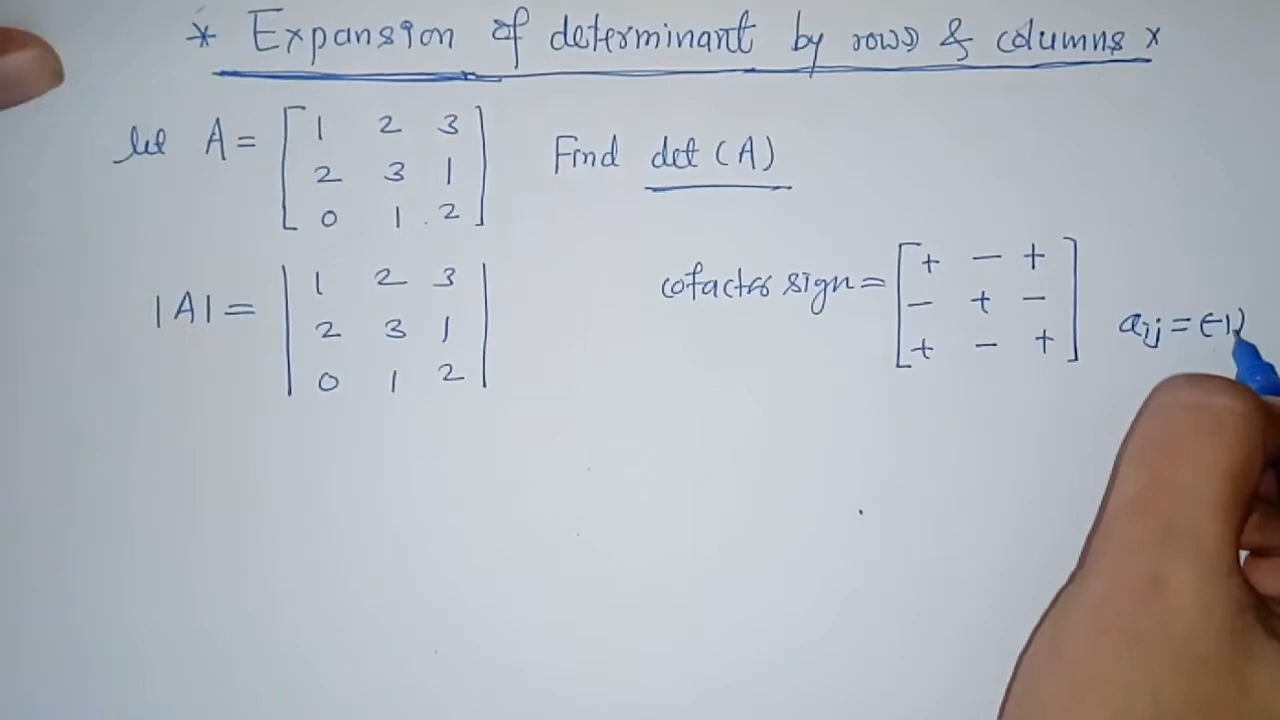 * Expansion of determinant by rows & columns *
let A = [ 1 2 3
2 3 1
0 1 2 ]
Find det (A)
|A| = | 1 2 3
2 3 1
0 1 2 |
cofactor sign = [ + - +
- + -
+ - + ]
aij = (-1)